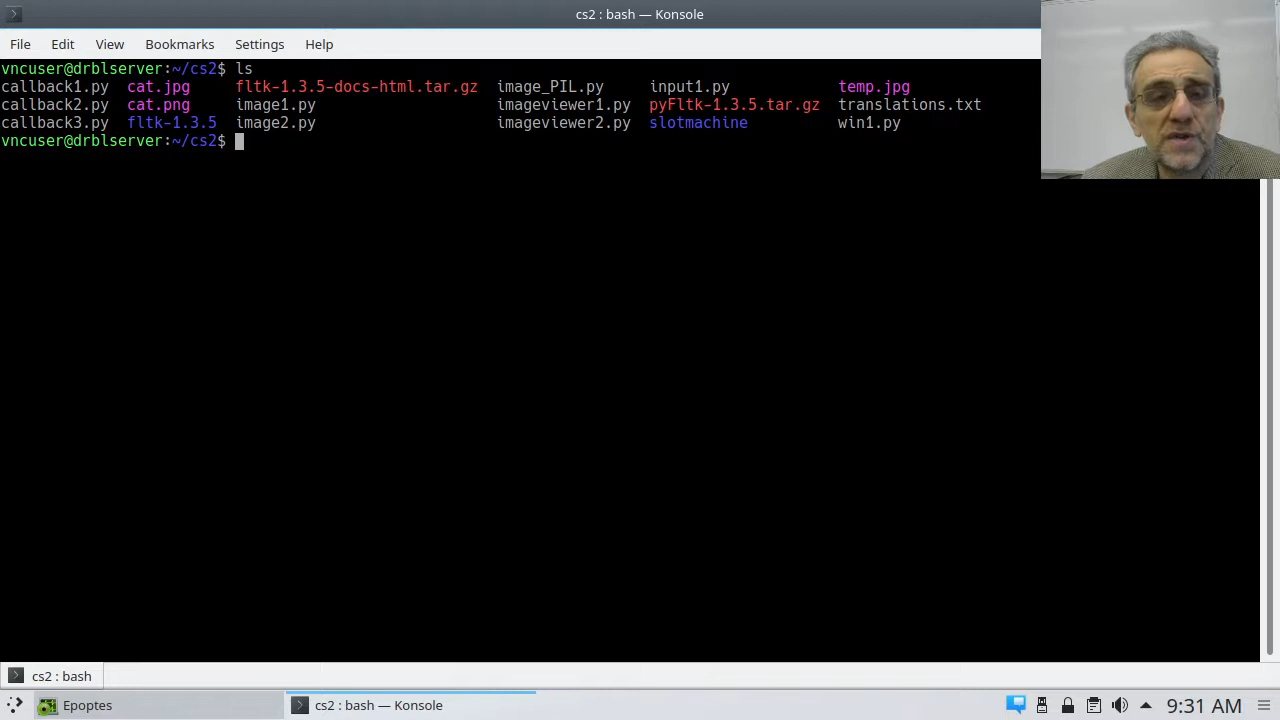 cs2 : bash — Konsole
File Edit View Bookmarks Settings Help
vncuser@drblserver:~/cs2$ ls
callback1.py cat.jpg fltk-1.3.5-docs-html.tar.gz image_PIL.py input1.py temp.jpg
callback2.py cat.png image1.py imageviewer1.py pyFltk-1.3.5.tar.gz translations.txt
callback3.py fltk-1.3.5 image2.py imageviewer2.py slotmachine win1.py
vncuser@drblserver:~/cs2$
cs2 : bash
Epoptes cs2 : bash — Konsole 9:31 AM